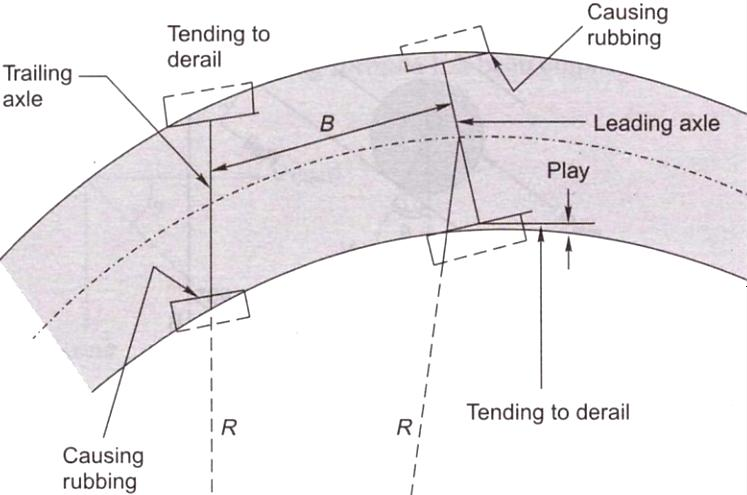 Causing
rubbing
Tending to
derail
Trailing
axle
B
Leading axle
Play
Tending to derail
R
R
Causing
rubbing